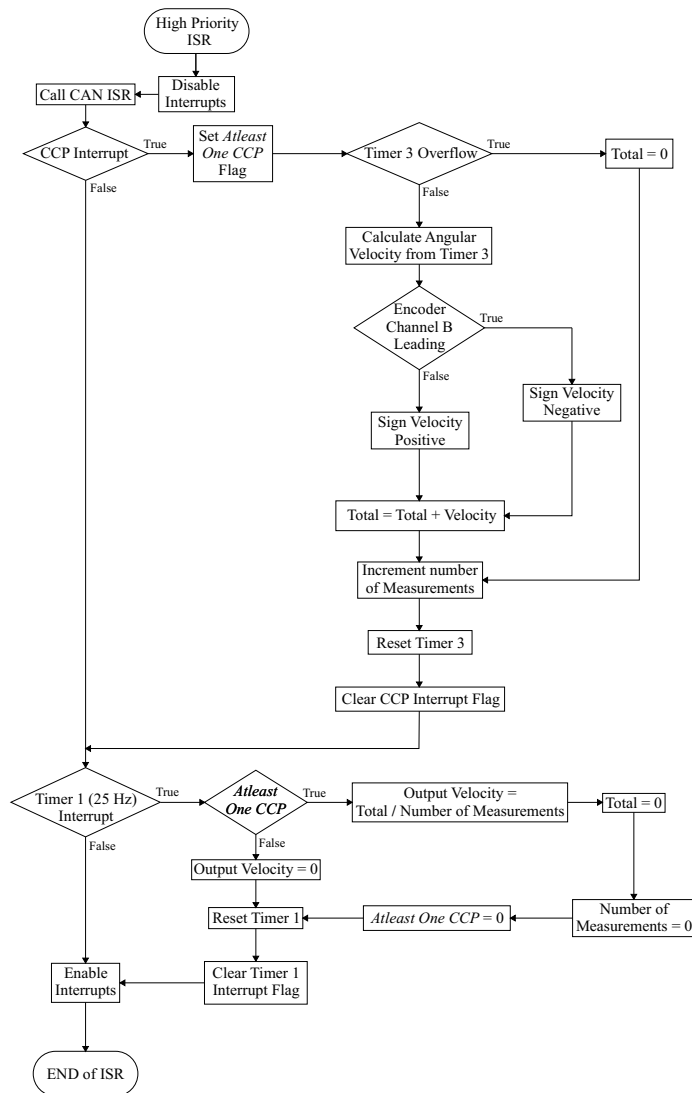 High Priority
ISR
Disable
Interrupts
Call CAN ISR
CCP Interrupt
True
False
Set Atleast
One CCP
Flag
Timer 3 Overflow
True
False
Total = 0
Calculate Angular
Velocity from Timer 3
Encoder
Channel B
Leading
True
False
Sign Velocity
Negative
Sign Velocity
Positive
Total = Total + Velocity
Increment number
of Measurements
Reset Timer 3
Clear CCP Interrupt Flag
Timer 1 (25 Hz)
Interrupt
True
False
Atleast
One CCP
True
False
Output Velocity =
Total / Number of Measurements
Total = 0
Output Velocity = 0
Reset Timer 1
Atleast One CCP = 0
Number of
Measurements = 0
Clear Timer 1
Interrupt Flag
Enable
Interrupts
END of ISR